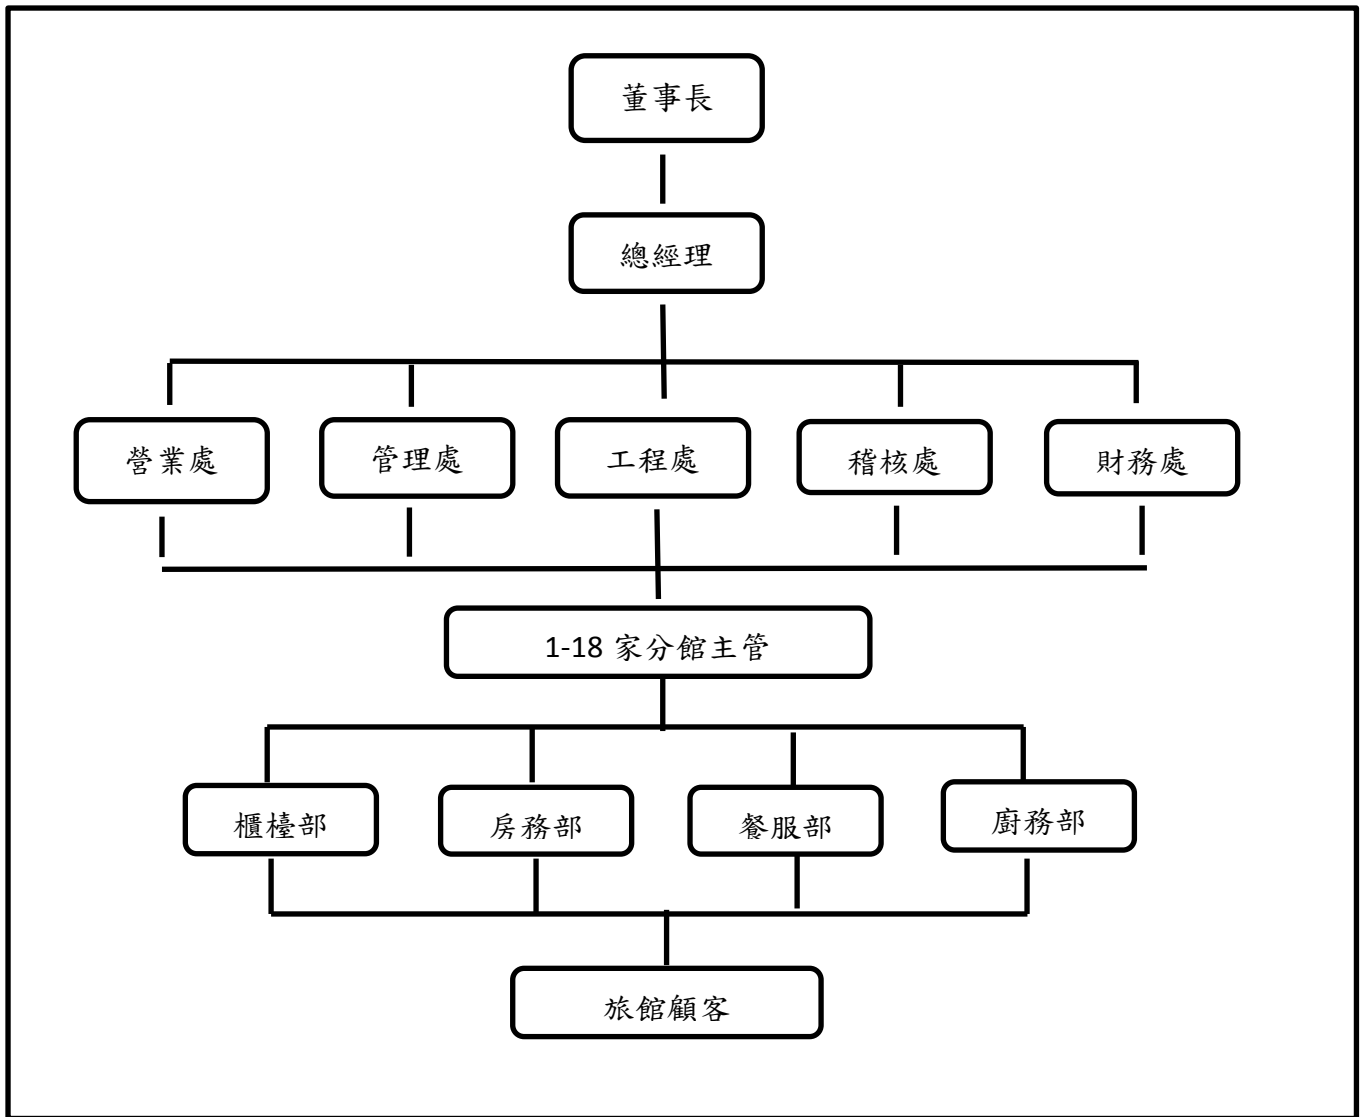 董事長
總經理
營業處
管理處
工程處
稽核處
財務處
1-18 家分館主管
櫃檯部
房務部
餐服部
廚務部
旅館顧客